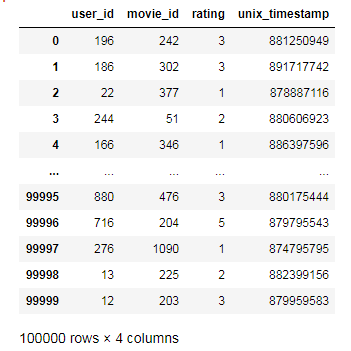 user_id movie_id rating unix_timestamp
0 196 242 3 881250949
1 186 302 3 891717742
2 22 377 1 878887116
3 244 51 2 880606923
4 166 346 1 886397596
... ... ... ... ...
99995 880 476 3 880175444
99996 716 204 5 879795543
99997 276 1090 1 874795795
99998 13 225 2 882399156
99999 12 203 3 879959583
100000 rows × 4 columns